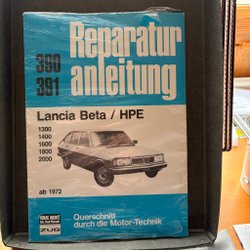 Reparatur
anleitung
390
391
Lancia Beta / HPE
1300
1400
1600
1800
2000
ab 1972
ZUG
Querschnitt
durch die Motor-Technik